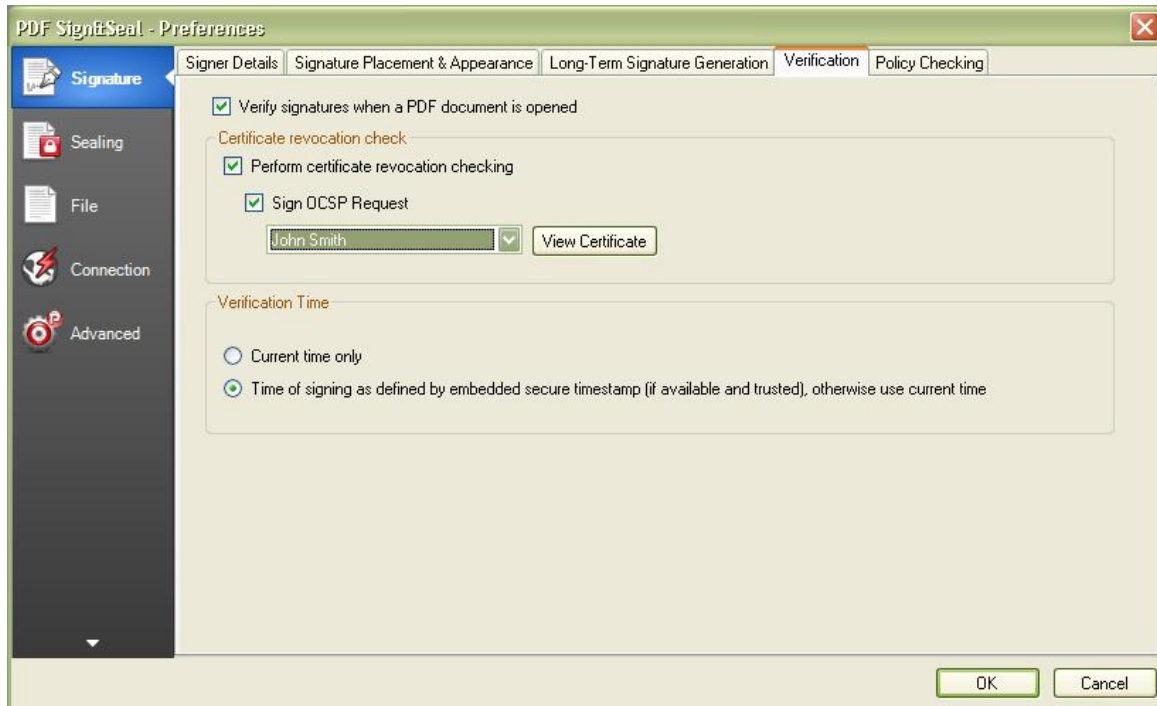 PDF Sign&Seal - Preferences
Signature
Sealing
File
Connection
Advanced
Signer Details
Signature Placement & Appearance
Long-Term Signature Generation
Verification
Policy Checking
Verify signatures when a PDF document is opened
Certificate revocation check
Perform certificate revocation checking
Sign OCSP Request
John Smith
View Certificate
Verification Time
Current time only
Time of signing as defined by embedded secure timestamp (if available and trusted), otherwise use current time
OK
Cancel